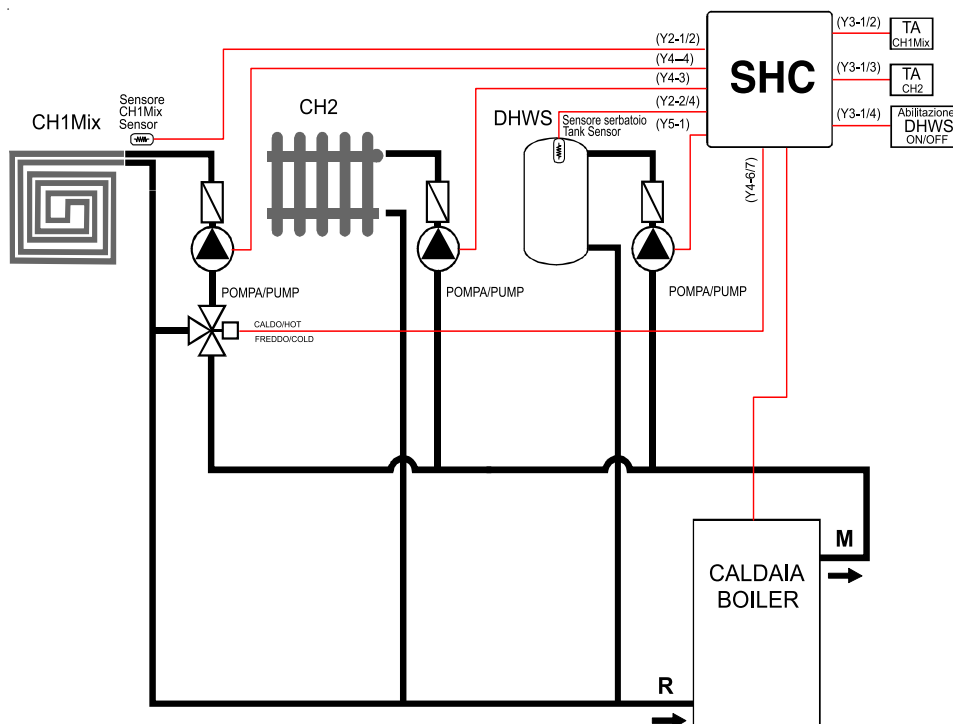 (Y2-1/2)
(Y4-4)
(Y4-3)
(Y2-2/4)
(Y5-1)
SHC
(Y3-1/2)
TA
CH1Mix
(Y3-1/3)
TA
CH2
(Y3-1/4)
Abilitazione
DHWS
ON/OFF
Sensore
CH1Mix
Sensor
CH1Mix
CH2
DHWS
Sensore serbatoio
Tank Sensor
(Y4-6/7)
POMPA/PUMP
POMPA/PUMP
POMPA/PUMP
CALDO/HOT
FREDDO/COLD
M
CALDAIA
BOILER
R